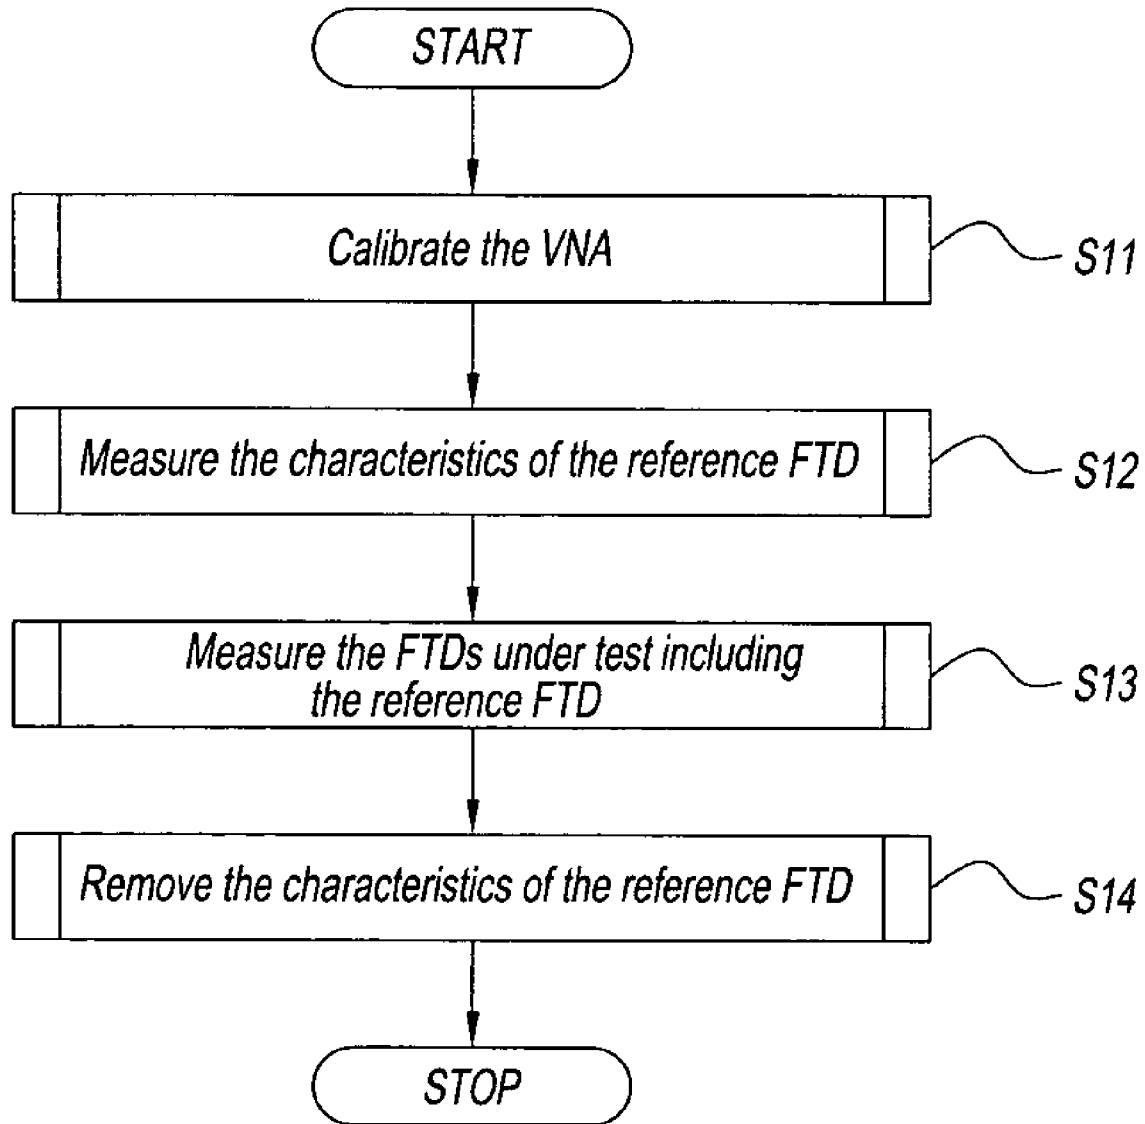 START
Calibrate the VNA
S11
Measure the characteristics of the reference FTD
S12
Measure the FTDs under test including
the reference FTD
S13
Remove the characteristics of the reference FTD
S14
STOP